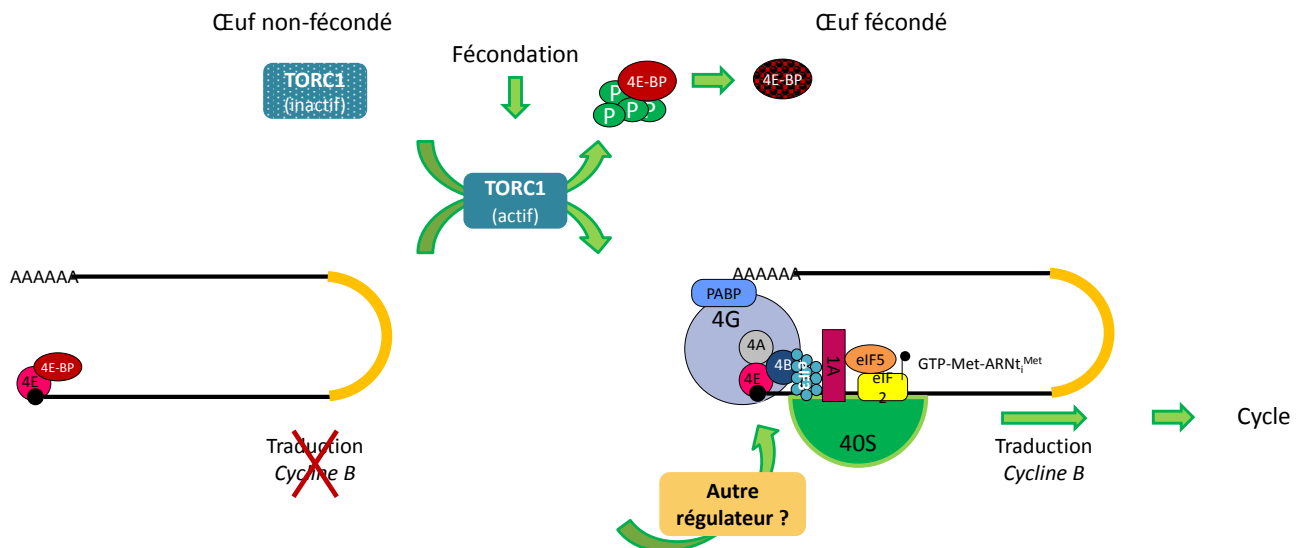 Œuf non-fécondé
Œuf fécondé
Fécondation
TORC1
(inactif)
4E-BP
P
P
P
P
P
4E-BP
TORC1
(actif)
AAAAAA
4E-BP
4E
Traduction
Cycline B
AAAAAA
PABP
4G
4A
4B
4E
eIF3
1A
eIF5
eIF
2
GTP-Met-ARNtᵢᴹᵉᵗ
40S
Traduction
Cycline B
Cycle
Autre
régulateur ?